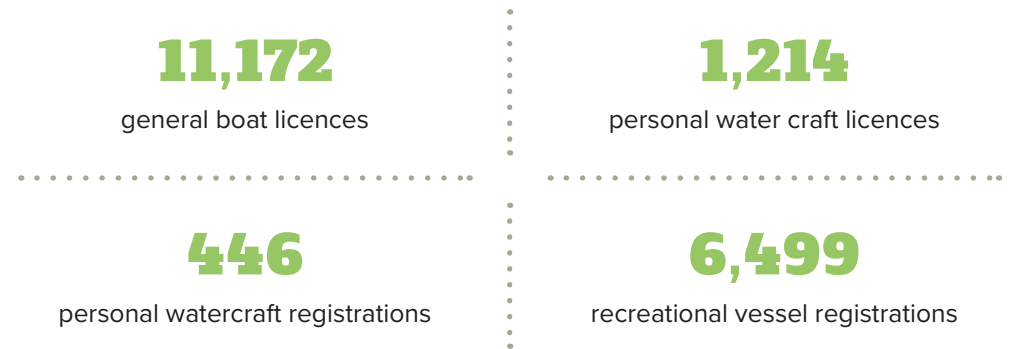 11,172
general boat licences
1,214
personal water craft licences
446
personal watercraft registrations
6,499
recreational vessel registrations